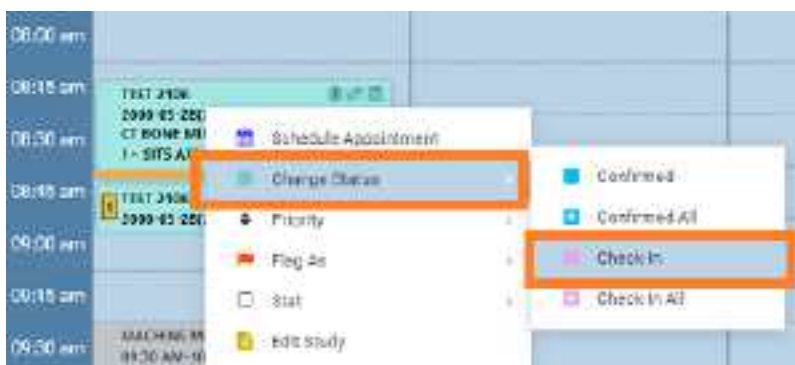 08:00 am
08:15 am
08:30 am
08:45 am
09:00 am
09:15 am
09:30 am
TEST
CT BONE
TEST
MACHINE
Schedule Appointment
Change Status
Priority
Flag As
Stat
Edit Study
Confirmed
Confirmed All
Check In
Check In All